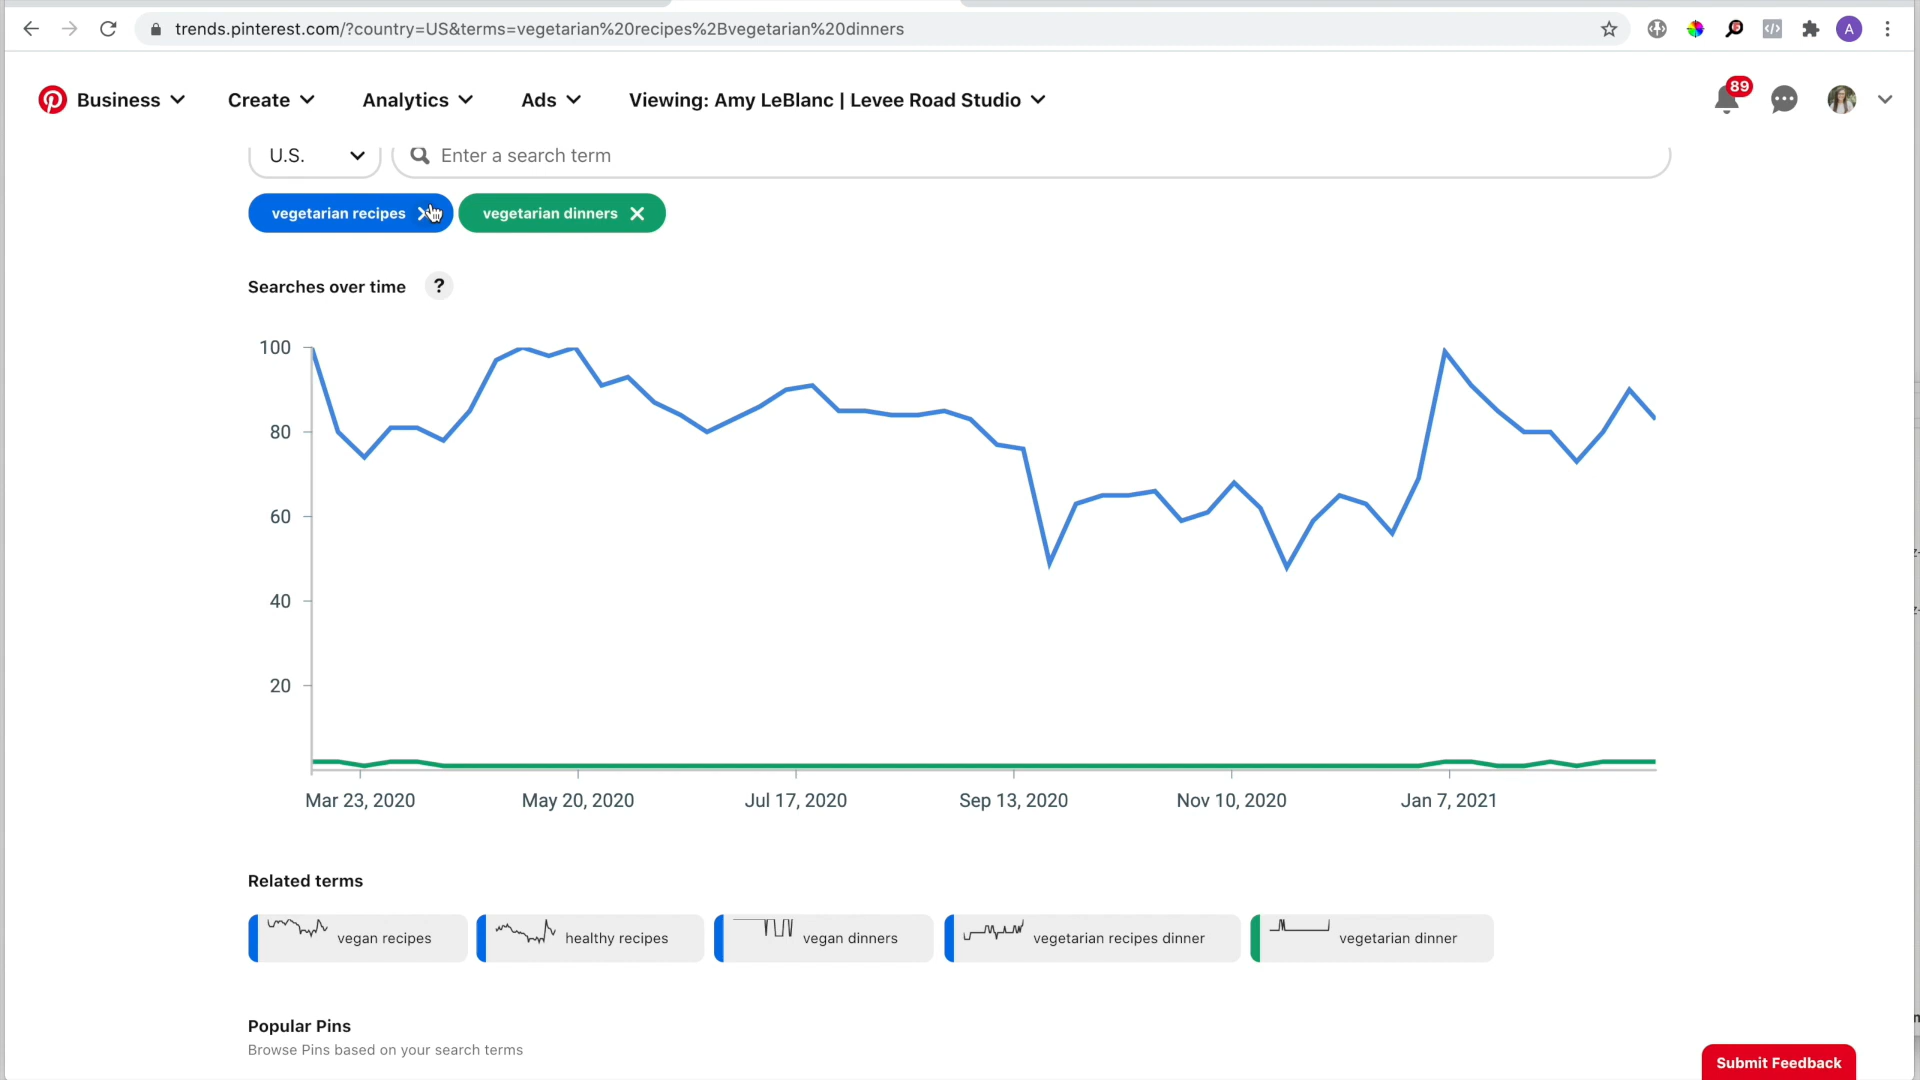 trends.pinterest.com/?country=US&terms=vegetarian%20recipes%2Bvegetarian%20dinners
A
Business
Create
Analytics
Ads
Viewing: Amy LeBlanc | Levee Road Studio
89
U.S.
Enter a search term
vegetarian recipes
vegetarian dinners
Searches over time
?
100
80
60
40
20
Mar 23, 2020
May 20, 2020
Jul 17, 2020
Sep 13, 2020
Nov 10, 2020
Jan 7, 2021
Related terms
vegan recipes
healthy recipes
vegan dinners
vegetarian recipes dinner
vegetarian dinner
Popular Pins
Browse Pins based on your search terms
Submit Feedback